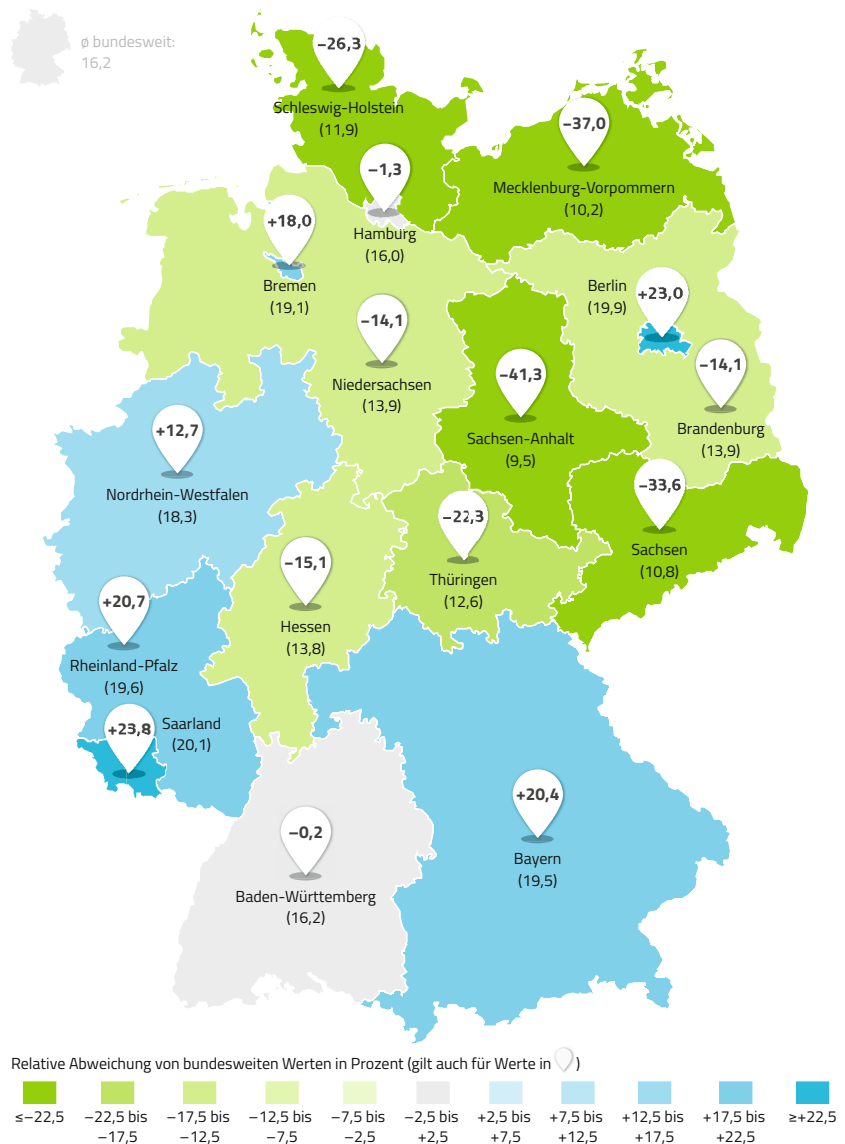 ø bundesweit:
16,2
−26,3
Schleswig-Holstein
(11,9)
−37,0
Mecklenburg-Vorpommern
(10,2)
−1,3
Hamburg
(16,0)
+18,0
Bremen
(19,1)
Berlin
(19,9)
+23,0
−14,1
Niedersachsen
(13,9)
−41,3
Sachsen-Anhalt
(9,5)
−14,1
Brandenburg
(13,9)
+12,7
Nordrhein-Westfalen
(18,3)
−33,6
Sachsen
(10,8)
−22,3
Thüringen
(12,6)
−15,1
Hessen
(13,8)
+20,7
Rheinland-Pfalz
(19,6)
+23,8
Saarland
(20,1)
+20,4
Bayern
(19,5)
−0,2
Baden-Württemberg
(16,2)
Relative Abweichung von bundesweiten Werten in Prozent (gilt auch für Werte in )
≤−22,5
−22,5 bis
−17,5
−17,5 bis
−12,5
−12,5 bis
−7,5
−7,5 bis
−2,5
−2,5 bis
+2,5
+2,5 bis
+7,5
+7,5 bis
+12,5
+12,5 bis
+17,5
+17,5 bis
+22,5
≥+22,5